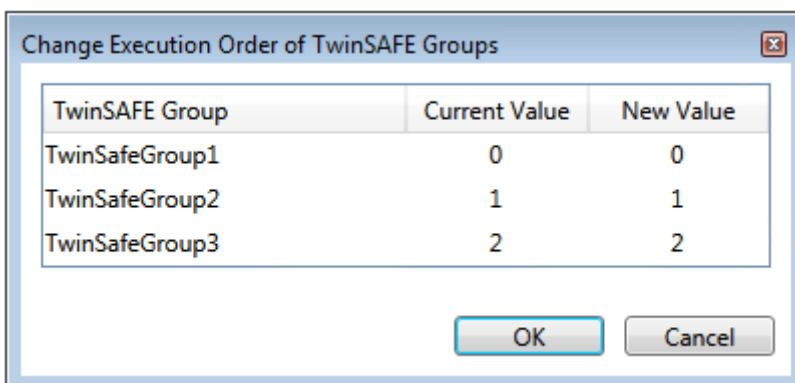 Change Execution Order of TwinSAFE Groups
TwinSAFE Group Current Value New Value
TwinSafeGroup1 0 0
TwinSafeGroup2 1 1
TwinSafeGroup3 2 2
OK Cancel